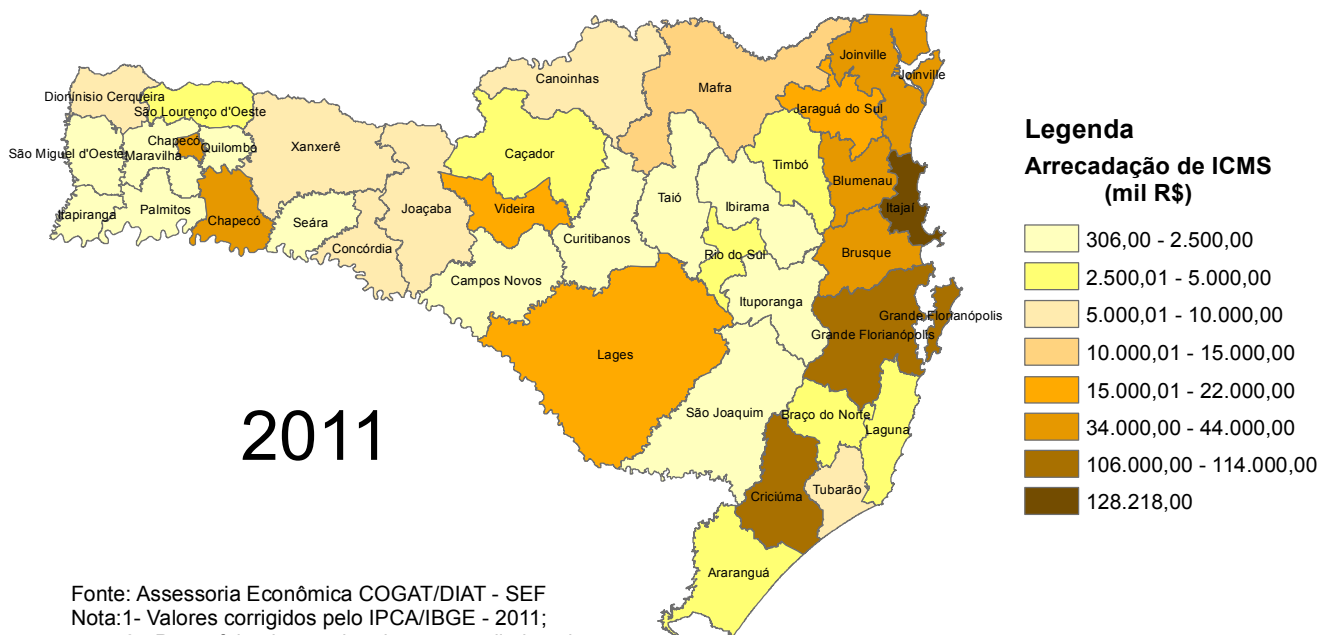 Canoinhas
Mafra
Joinville
Joinville
Dionísio Cerqueira
São Lourenço d'Oeste
Jaraguá do Sul
Chapecó
São Miguel d'Oeste
Maravilha
Quilombo
Xanxerê
Caçador
Timbó
Blumenau
Itapiranga
Palmitos
Chapecó
Seára
Joaçaba
Videira
Taió
Ibirama
Itajaí
Concórdia
Curitibanos
Rio do Sul
Brusque
Campos Novos
Ituporanga
Grande Florianópolis
Grande Florianópolis
Lages
São Joaquim
Braço do Norte
Laguna
Criciúma
Tubarão
Araranguá
2011
Legenda
Arrecadação de ICMS
(mil R$)
306,00 - 2.500,00
2.500,01 - 5.000,00
5.000,01 - 10.000,00
10.000,01 - 15.000,00
15.000,01 - 22.000,00
34.000,00 - 44.000,00
106.000,00 - 114.000,00
128.218,00
Fonte: Assessoria Econômica COGAT/DIAT - SEF
Nota:1- Valores corrigidos pelo IPCA/IBGE - 2011;